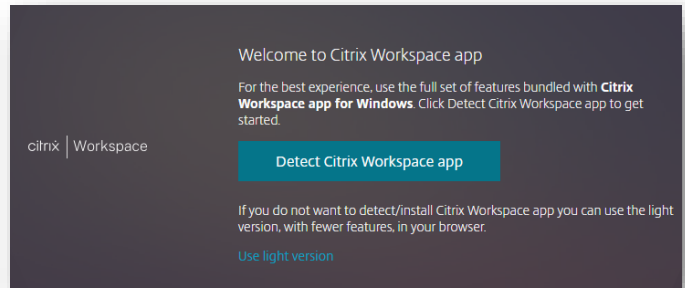 Welcome to Citrix Workspace app
For the best experience, use the full set of features bundled with Citrix
Workspace app for Windows. Click Detect Citrix Workspace app to get
started.
citrix | Workspace
Detect Citrix Workspace app
If you do not want to detect/install Citrix Workspace app you can use the light
version, with fewer features, in your browser.
Use light version